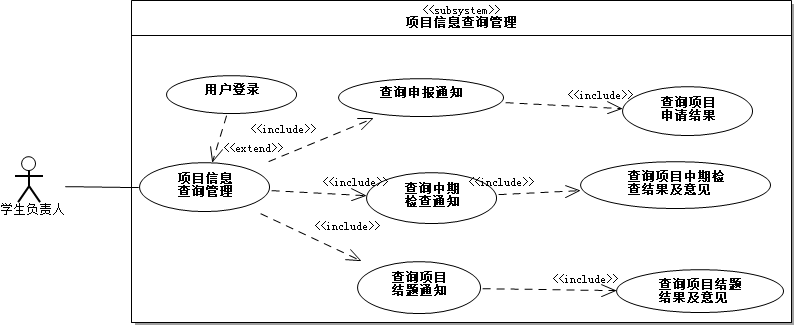 <<subsystem>>
项目信息查询管理
用户登录
查询申报通知
<<include>>
查询项目
申请结果
<<include>>
<<extend>>
项目信息
查询管理
<<include>>
查询中期
检查通知
<<include>>
查询项目中期检
查结果及意见
学生负责人
<<include>>
查询项目
结题通知
<<include>>
查询项目结题
结果及意见